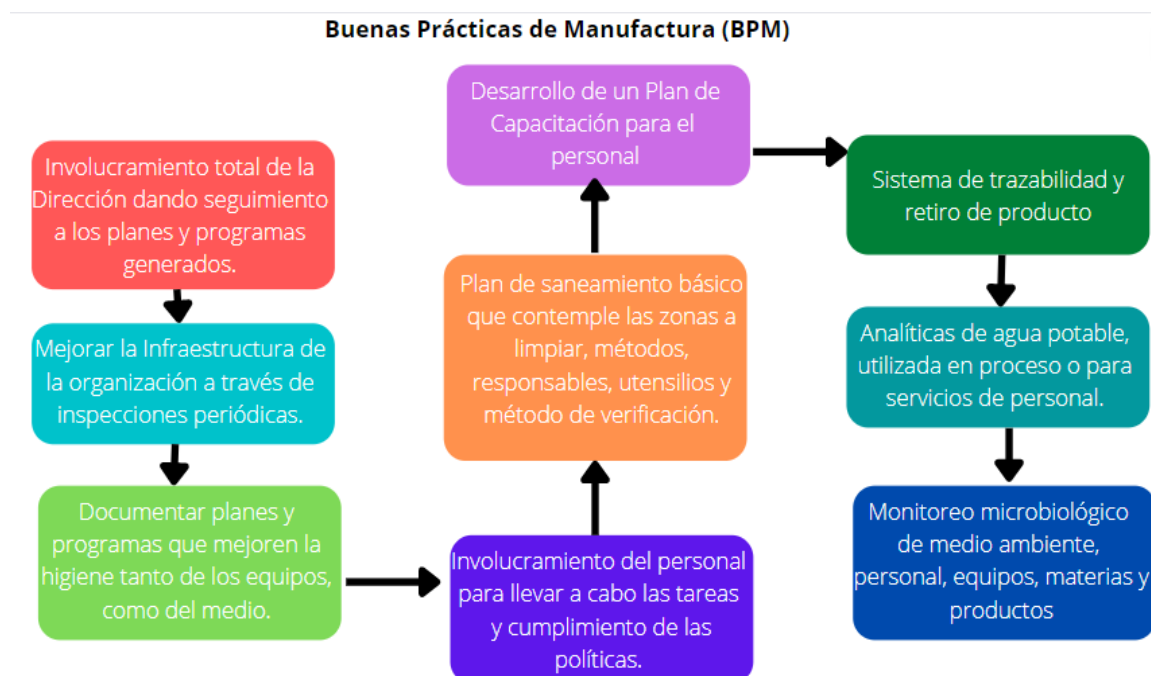 Buenas Prácticas de Manufactura (BPM)
Involucramiento total de la
Dirección dando seguimiento
a los planes y programas
generados.
Mejorar la Infraestructura de
la organización a través de
inspecciones periódicas.
Documentar planes y
programas que mejoren la
higiene tanto de los equipos,
como del medio.
Involucramiento del personal
para llevar a cabo las tareas
y cumplimiento de las
políticas.
Plan de saneamiento básico
que contemple las zonas a
limpiar, métodos,
responsables, utensilios y
método de verificación.
Desarrollo de un Plan de
Capacitación para el
personal
Sistema de trazabilidad y
retiro de producto
Analíticas de agua potable,
utilizada en proceso o para
servicios de personal.
Monitoreo microbiológico
de medio ambiente,
personal, equipos, materias y
productos